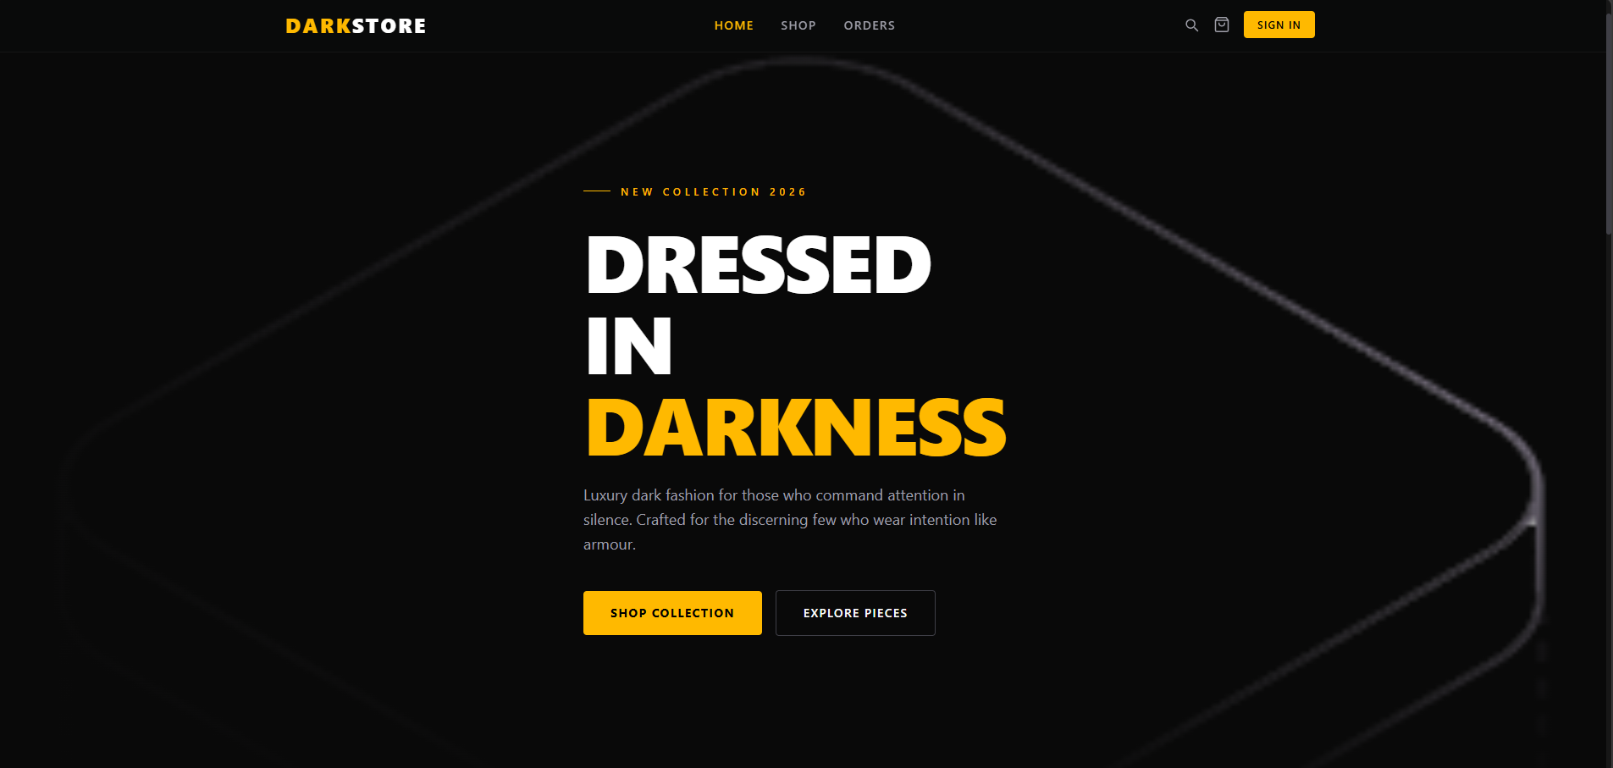 DARKSTORE
HOME SHOP ORDERS
SIGN IN
NEW COLLECTION 2026
DRESSED
IN
DARKNESS
Luxury dark fashion for those who command attention in
silence. Crafted for the discerning few who wear intention like
armour.
SHOP COLLECTION
EXPLORE PIECES